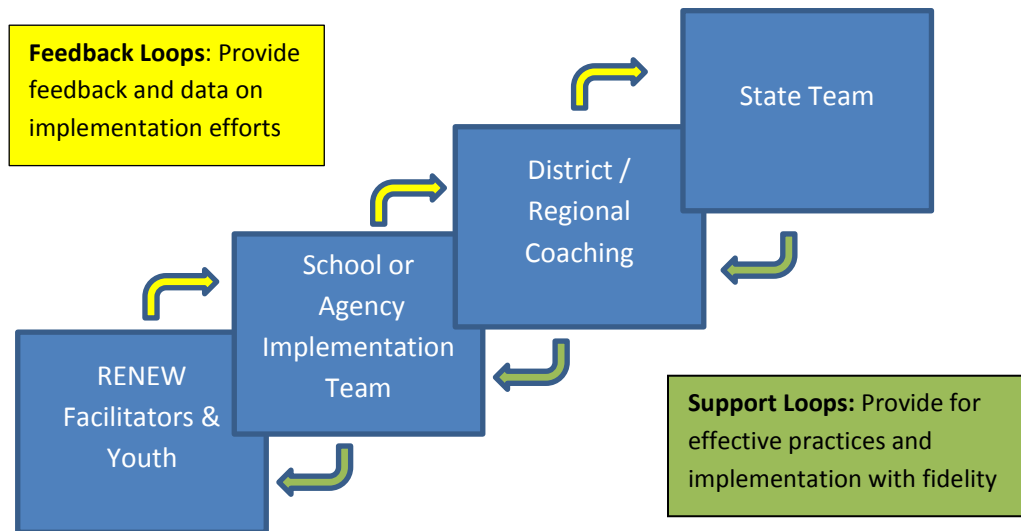 Feedback Loops: Provide
feedback and data on
implementation efforts
State Team
District /
Regional
Coaching
School or
Agency
Implementation
Team
RENEW
Facilitators &
Youth
Support Loops: Provide for
effective practices and
implementation with fidelity